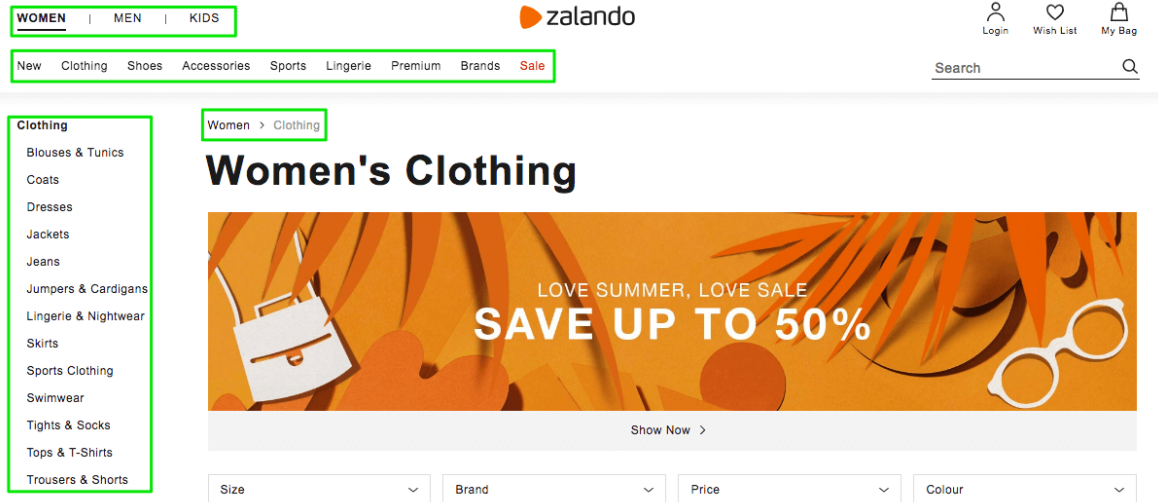 WOMEN | MEN | KIDS
zalando
Login Wish List My Bag
New Clothing Shoes Accessories Sports Lingerie Premium Brands Sale
Search
Clothing
Blouses & Tunics
Coats
Dresses
Jackets
Jeans
Jumpers & Cardigans
Lingerie & Nightwear
Skirts
Sports Clothing
Swimwear
Tights & Socks
Tops & T-Shirts
Trousers & Shorts
Women > Clothing
Women's Clothing
LOVE SUMMER, LOVE SALE
SAVE UP TO 50%
Show Now >
Size Brand Price Colour